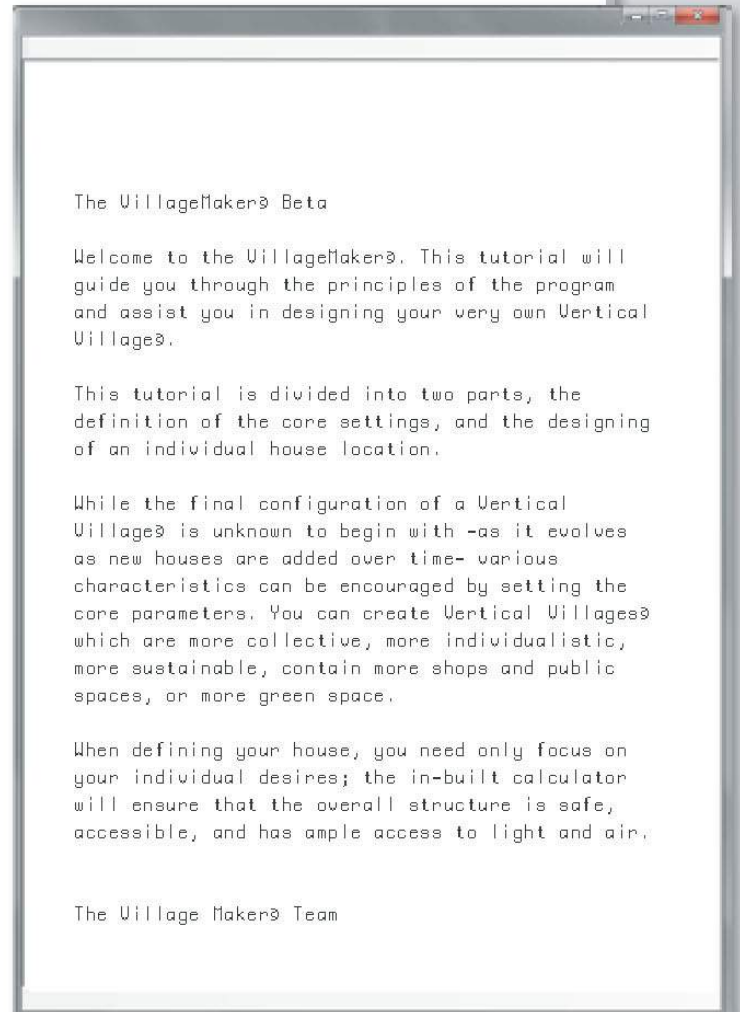 The VillageMaker® Beta
Welcome to the VillageMaker®. This tutorial will
guide you through the principles of the program
and assist you in designing your very own Vertical
Village®.
This tutorial is divided into two parts, the
definition of the core settings, and the designing
of an individual house location.
While the final configuration of a Vertical
Village® is unknown to begin with -as it evolves
as new houses are added over time- various
characteristics can be encouraged by setting the
core parameters. You can create Vertical Villages®
which are more collective, more individualistic,
more sustainable, contain more shops and public
spaces, or more green space.
When defining your house, you need only focus on
your individual desires; the in-built calculator
will ensure that the overall structure is safe,
accessible, and has ample access to light and air.
The Village Maker® Team